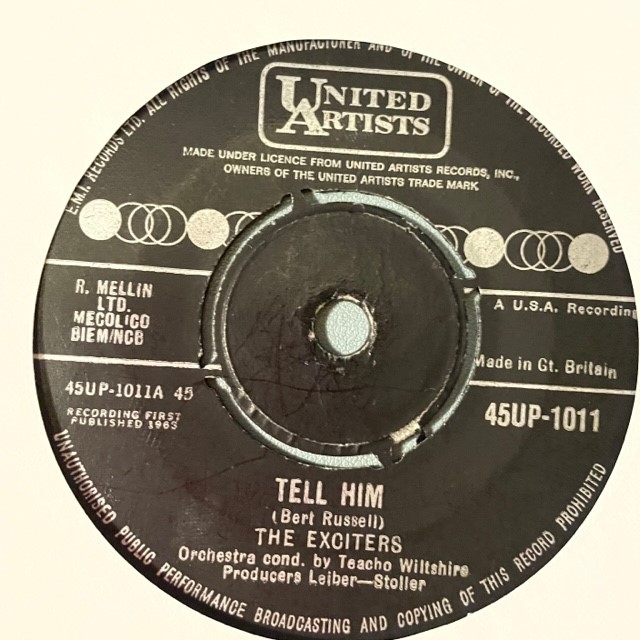 E.M.I. RECORDS LTD. ALL RIGHTS OF THE MANUFACTURER AND OF THE OWNER OF THE RECORDED WORK RESERVED
UNITED
ARTISTS
MADE UNDER LICENCE FROM UNITED ARTISTS RECORDS, INC.,
OWNERS OF THE UNITED ARTISTS TRADE MARK
R. MELLIN
LTD.
MECOLICO
BIEM/NCB
A U.S.A. Recording
Made in Gt. Britain
45UP-1011A 45
RECORDING FIRST
PUBLISHED 1963
45UP-1011
TELL HIM
(Bert Russell)
THE EXCITERS
Orchestra cond. by Teacho Wiltshire
Producers Leiber—Stoller
UNAUTHORISED PUBLIC PERFORMANCE BROADCASTING AND COPYING OF THIS RECORD PROHIBITED